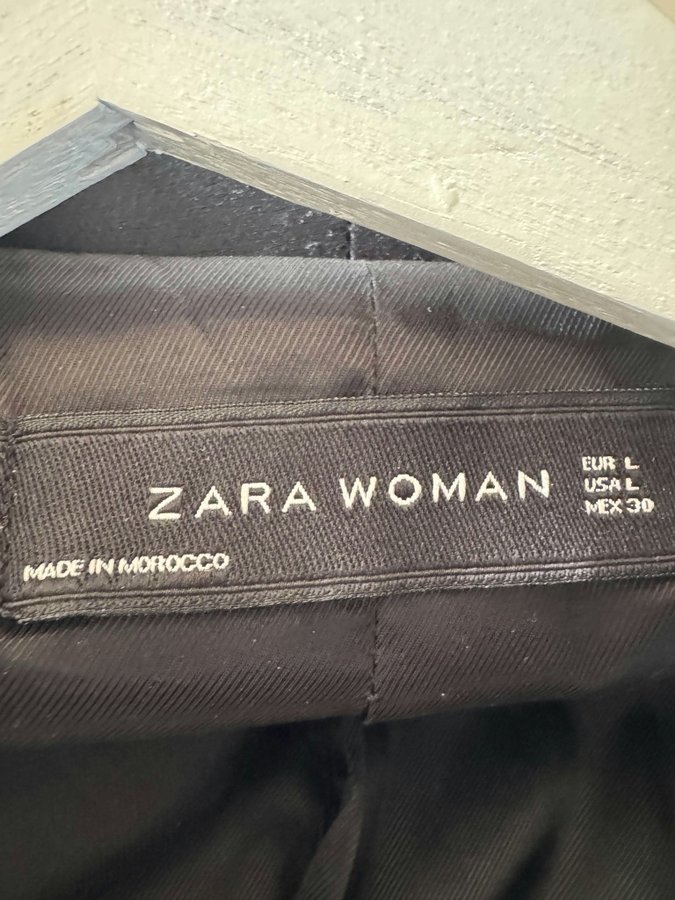 ZARA WOMAN
EUR L
USA L
MEX 30
MADE IN MOROCCO